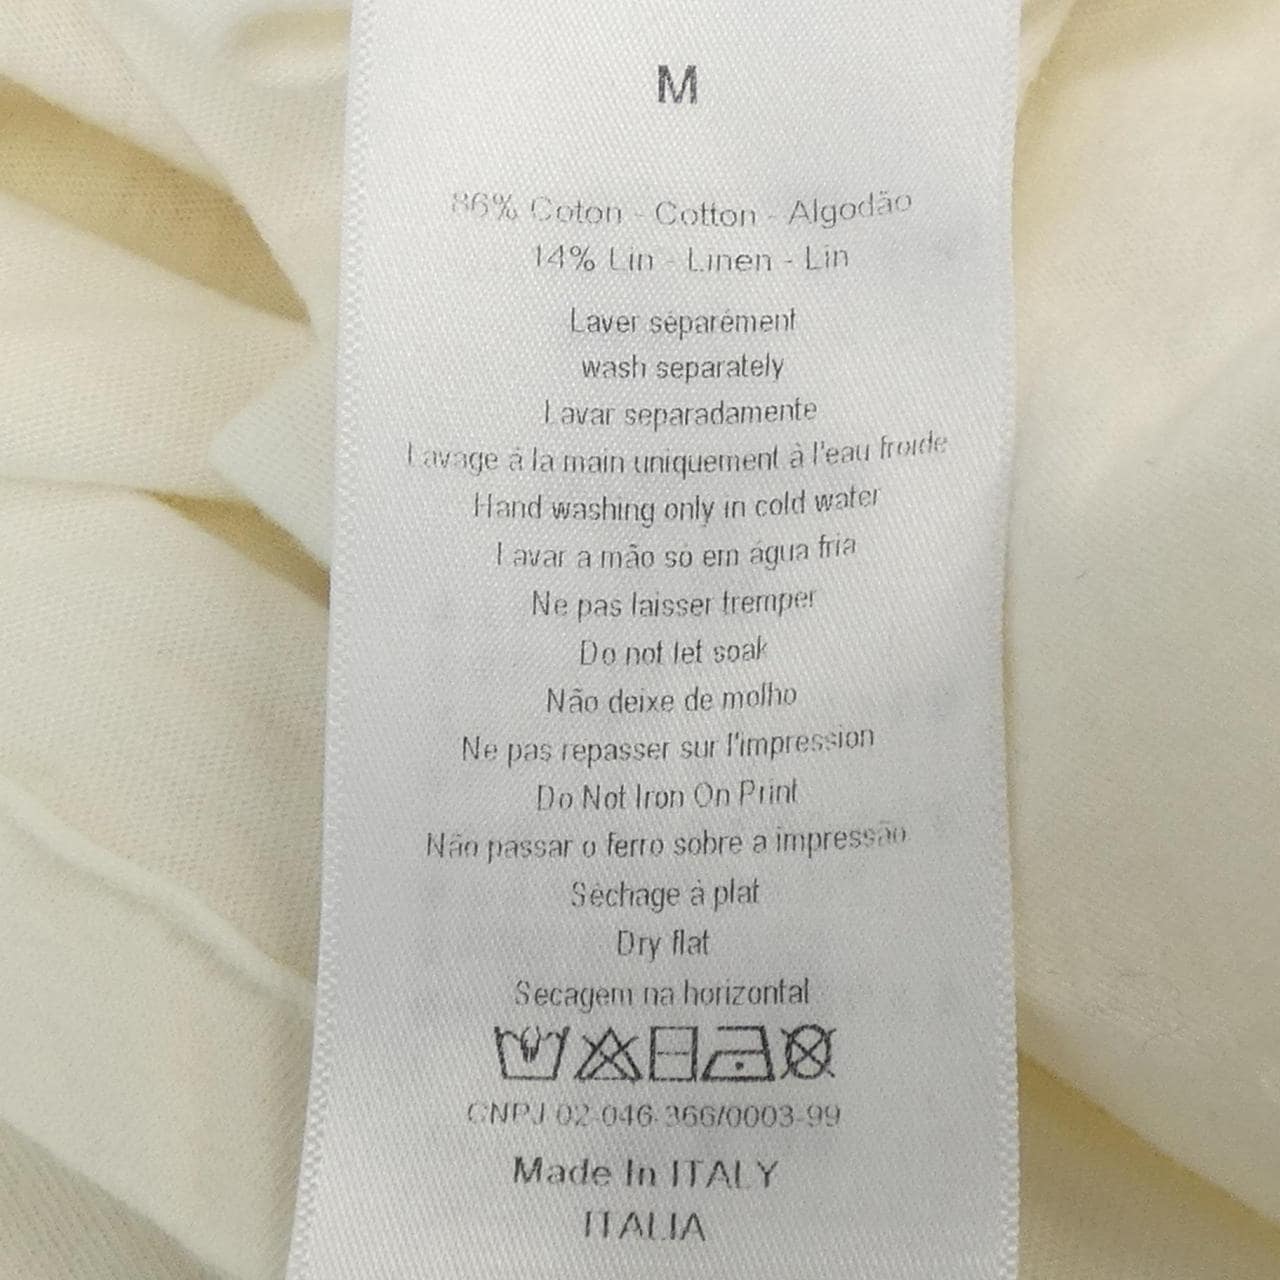 M
86% Coton - Cotton - Algodão
14% Lin - Linen - Lin
Laver séparément
wash separately
Lavar separadamente
Lavage à la main uniquement à l'eau froide
Hand washing only in cold water
Lavar a mão só em água fria
Ne pas laisser tremper
Do not let soak
Não deixe de molho
Ne pas repasser sur l'impression
Do Not Iron On Print
Não passar o ferro sobre a impressão
Séchage à plat
Dry flat
Secagem na horizontal
CNPJ 02-046-366/0003-99
Made In ITALY
ITALIA